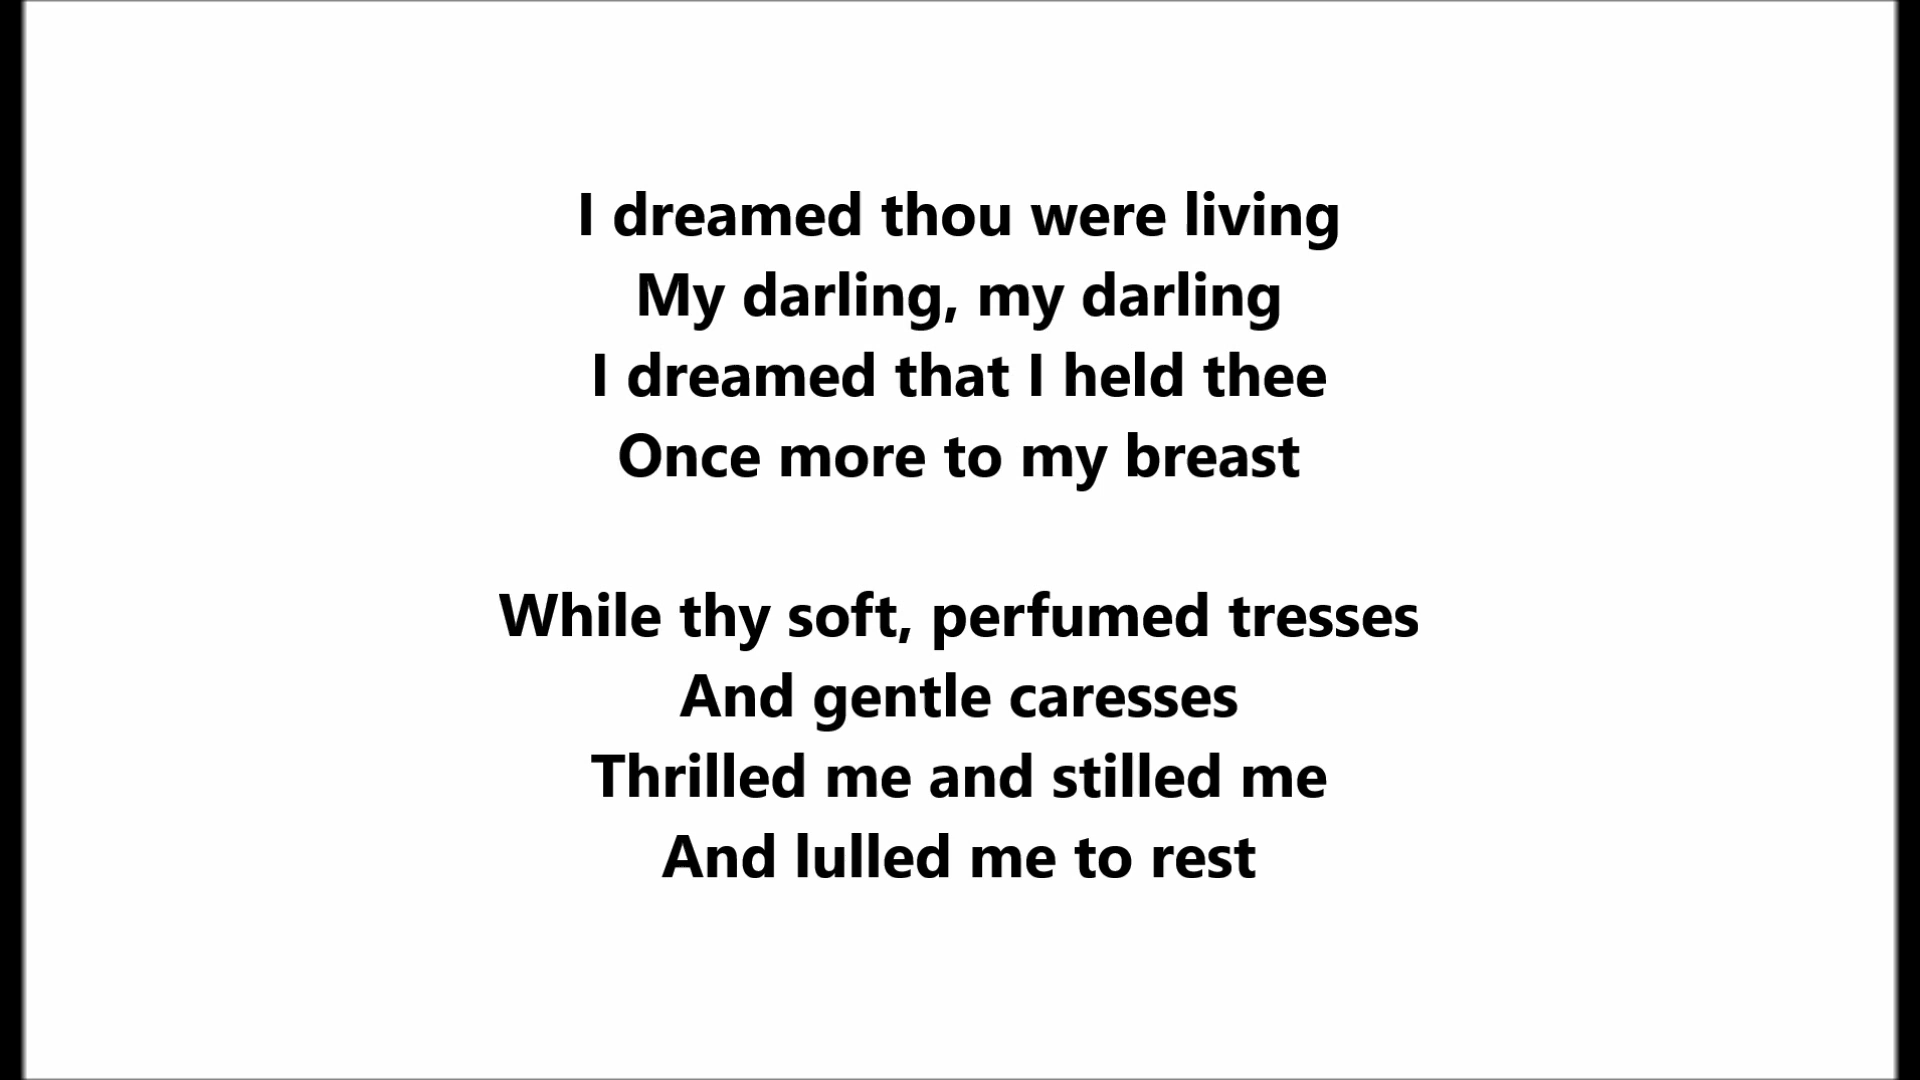 I dreamed thou were living
My darling, my darling
I dreamed that I held thee
Once more to my breast
While thy soft, perfumed tresses
And gentle caresses
Thrilled me and stilled me
And lulled me to rest